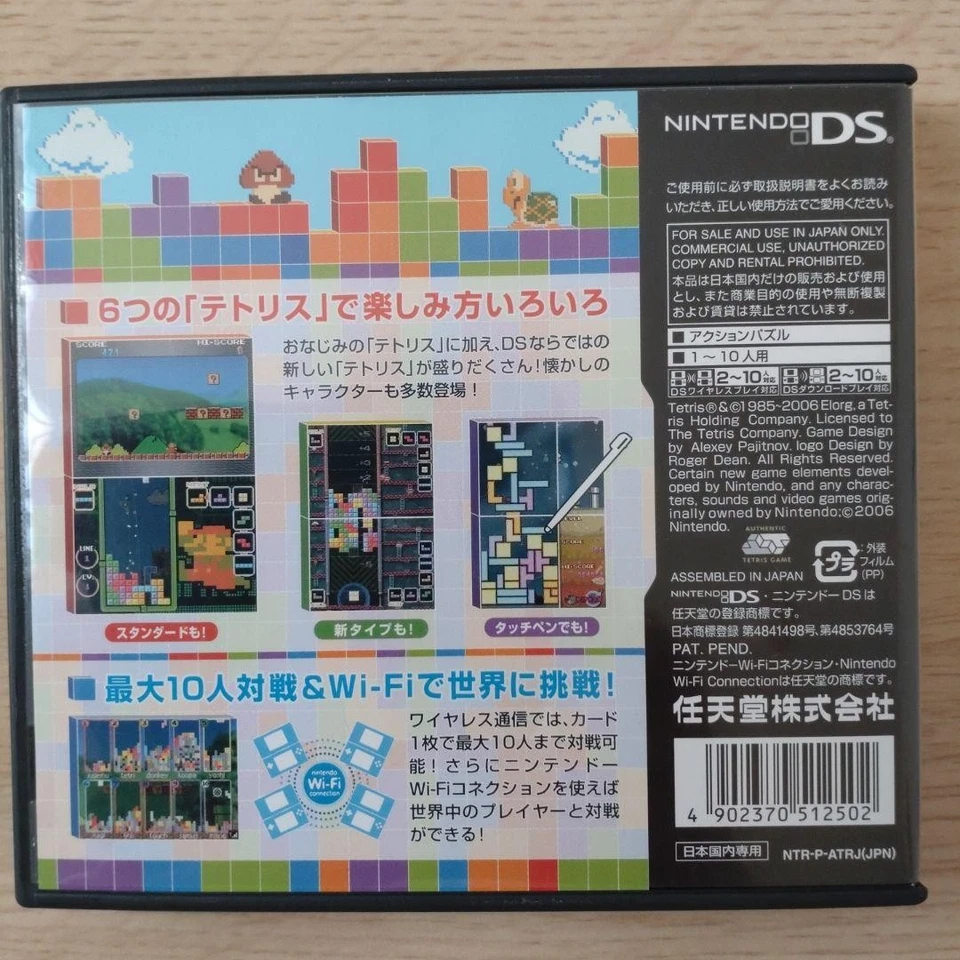 6つの「テトリス」で楽しみ方いろいろ
おなじみの「テトリス」に加え、DSならではの
新しい「テトリス」が盛りだくさん!懐かしの
キャラクターも多数登場!
SCORE
HI-SCORE
421
LINE
1
LV
1
HI-SCORE
スタンダードも!
新タイプも!
タッチペンでも!
最大10人対戦&Wi-Fiで世界に挑戦!
ワイヤレス通信では、カード
1枚で最大10人まで対戦可
能!さらにニンテンドー
Wi-Fiコネクションを使えば
世界中のプレイヤーと対戦
ができる!
tetri
donkey
koopa
nintendo
Wi-Fi
connection
NINTENDO DS®
ご使用前に必ず取扱説明書をよくお読み
いただき、正しい使用方法でご愛用ください。
FOR SALE AND USE IN JAPAN ONLY.
COMMERCIAL USE, UNAUTHORIZED
COPY AND RENTAL PROHIBITED.
本品は日本国内だけの販売および使用
とし、また商業目的の使用や無断複製
および賃貸は禁止されています。
■ アクションパズル
■ 1〜10人用
2〜10人対応
DSワイヤレスプレイ対応
2〜10人対応
DSダウンロードプレイ対応
Tetris®&©1985~2006 Elorg, a Tet-
ris Holding Company. Licensed to
The Tetris Company. Game Design
by Alexey Pajitnov. logo Design by
Roger Dean. All Rights Reserved.
Certain new game elements devel-
oped by Nintendo, and any charac-
ters, sounds and video games orig-
inally owned by Nintendo:©2006
Nintendo.
AUTHENTIC
TETRIS GAME
プラ
:外装
フィルム
(PP)
ASSEMBLED IN JAPAN
NINTENDO DS・ニンテンドーDSは
任天堂の登録商標です。
日本商標登録 第4841498号、第4853764号
PAT. PEND.
ニンテンドーWi-Fiコネクション・Nintendo
Wi-Fi Connectionは任天堂の商標です。
任天堂株式会社
4 902370 512502
日本国内専用
NTR-P-ATRJ(JPN)